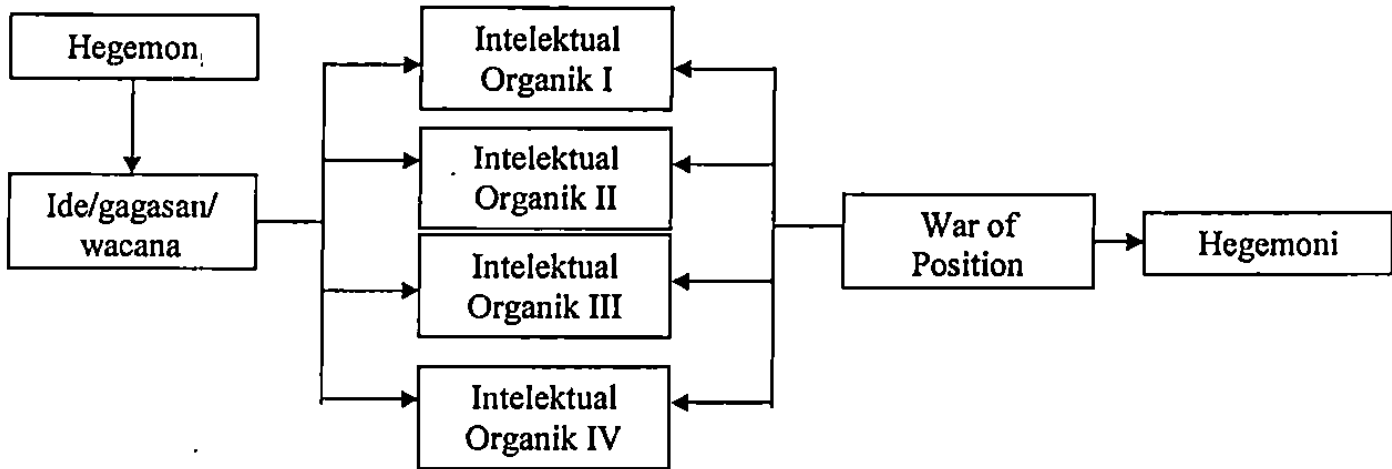 Hegemon
Ide/gagasan/
wacana
Intelektual
Organik I
Intelektual
Organik II
Intelektual
Organik III
Intelektual
Organik IV
War of
Position
Hegemoni